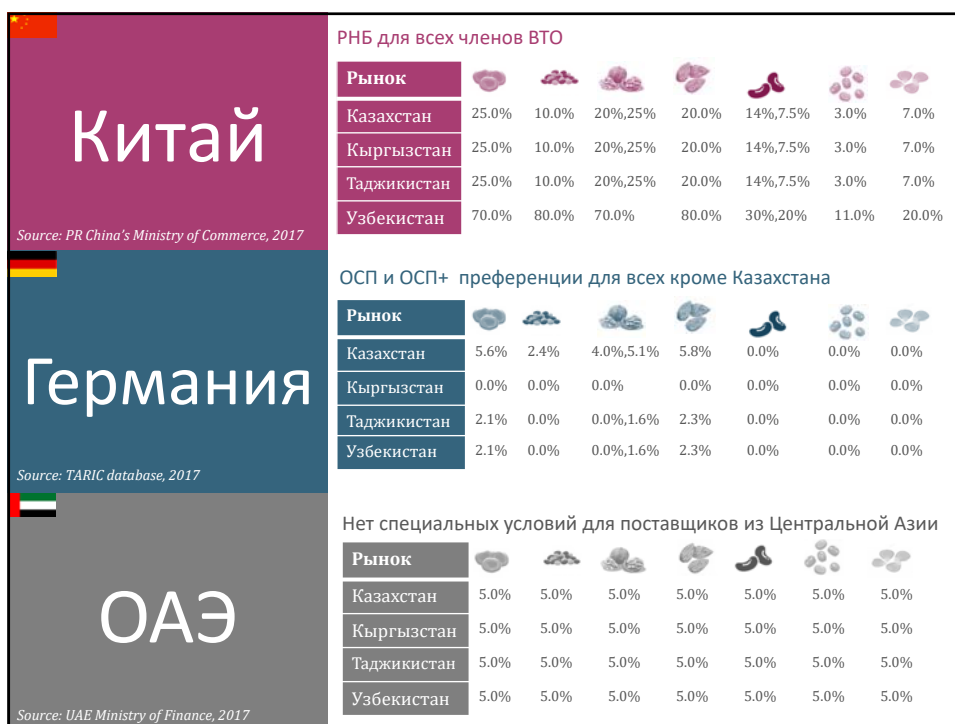 Китай
Source: PR China's Ministry of Commerce, 2017
РНБ для всех членов ВТО
Рынок
Казахстан 25.0% 10.0% 20%,25% 20.0% 14%,7.5% 3.0% 7.0%
Кыргызстан 25.0% 10.0% 20%,25% 20.0% 14%,7.5% 3.0% 7.0%
Таджикистан 25.0% 10.0% 20%,25% 20.0% 14%,7.5% 3.0% 7.0%
Узбекистан 70.0% 80.0% 70.0% 80.0% 30%,20% 11.0% 20.0%
Германия
Source: TARIC database, 2017
ОСП и ОСП+ преференции для всех кроме Казахстана
Рынок
Казахстан 5.6% 2.4% 4.0%,5.1% 5.8% 0.0% 0.0% 0.0%
Кыргызстан 0.0% 0.0% 0.0% 0.0% 0.0% 0.0% 0.0%
Таджикистан 2.1% 0.0% 0.0%,1.6% 2.3% 0.0% 0.0% 0.0%
Узбекистан 2.1% 0.0% 0.0%,1.6% 2.3% 0.0% 0.0% 0.0%
ОАЭ
Source: UAE Ministry of Finance, 2017
Нет специальных условий для поставщиков из Центральной Азии
Рынок
Казахстан 5.0% 5.0% 5.0% 5.0% 5.0% 5.0% 5.0%
Кыргызстан 5.0% 5.0% 5.0% 5.0% 5.0% 5.0% 5.0%
Таджикистан 5.0% 5.0% 5.0% 5.0% 5.0% 5.0% 5.0%
Узбекистан 5.0% 5.0% 5.0% 5.0% 5.0% 5.0% 5.0%